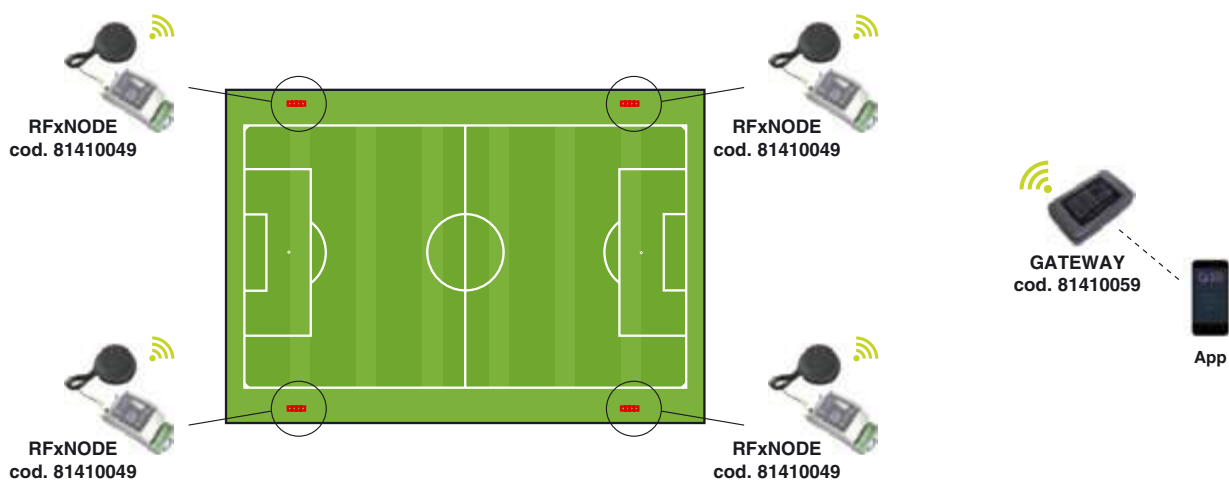 RFxNODE
cod. 81410049
RFxNODE
cod. 81410049
GATEWAY
cod. 81410059
App
RFxNODE
cod. 81410049
RFxNODE
cod. 81410049